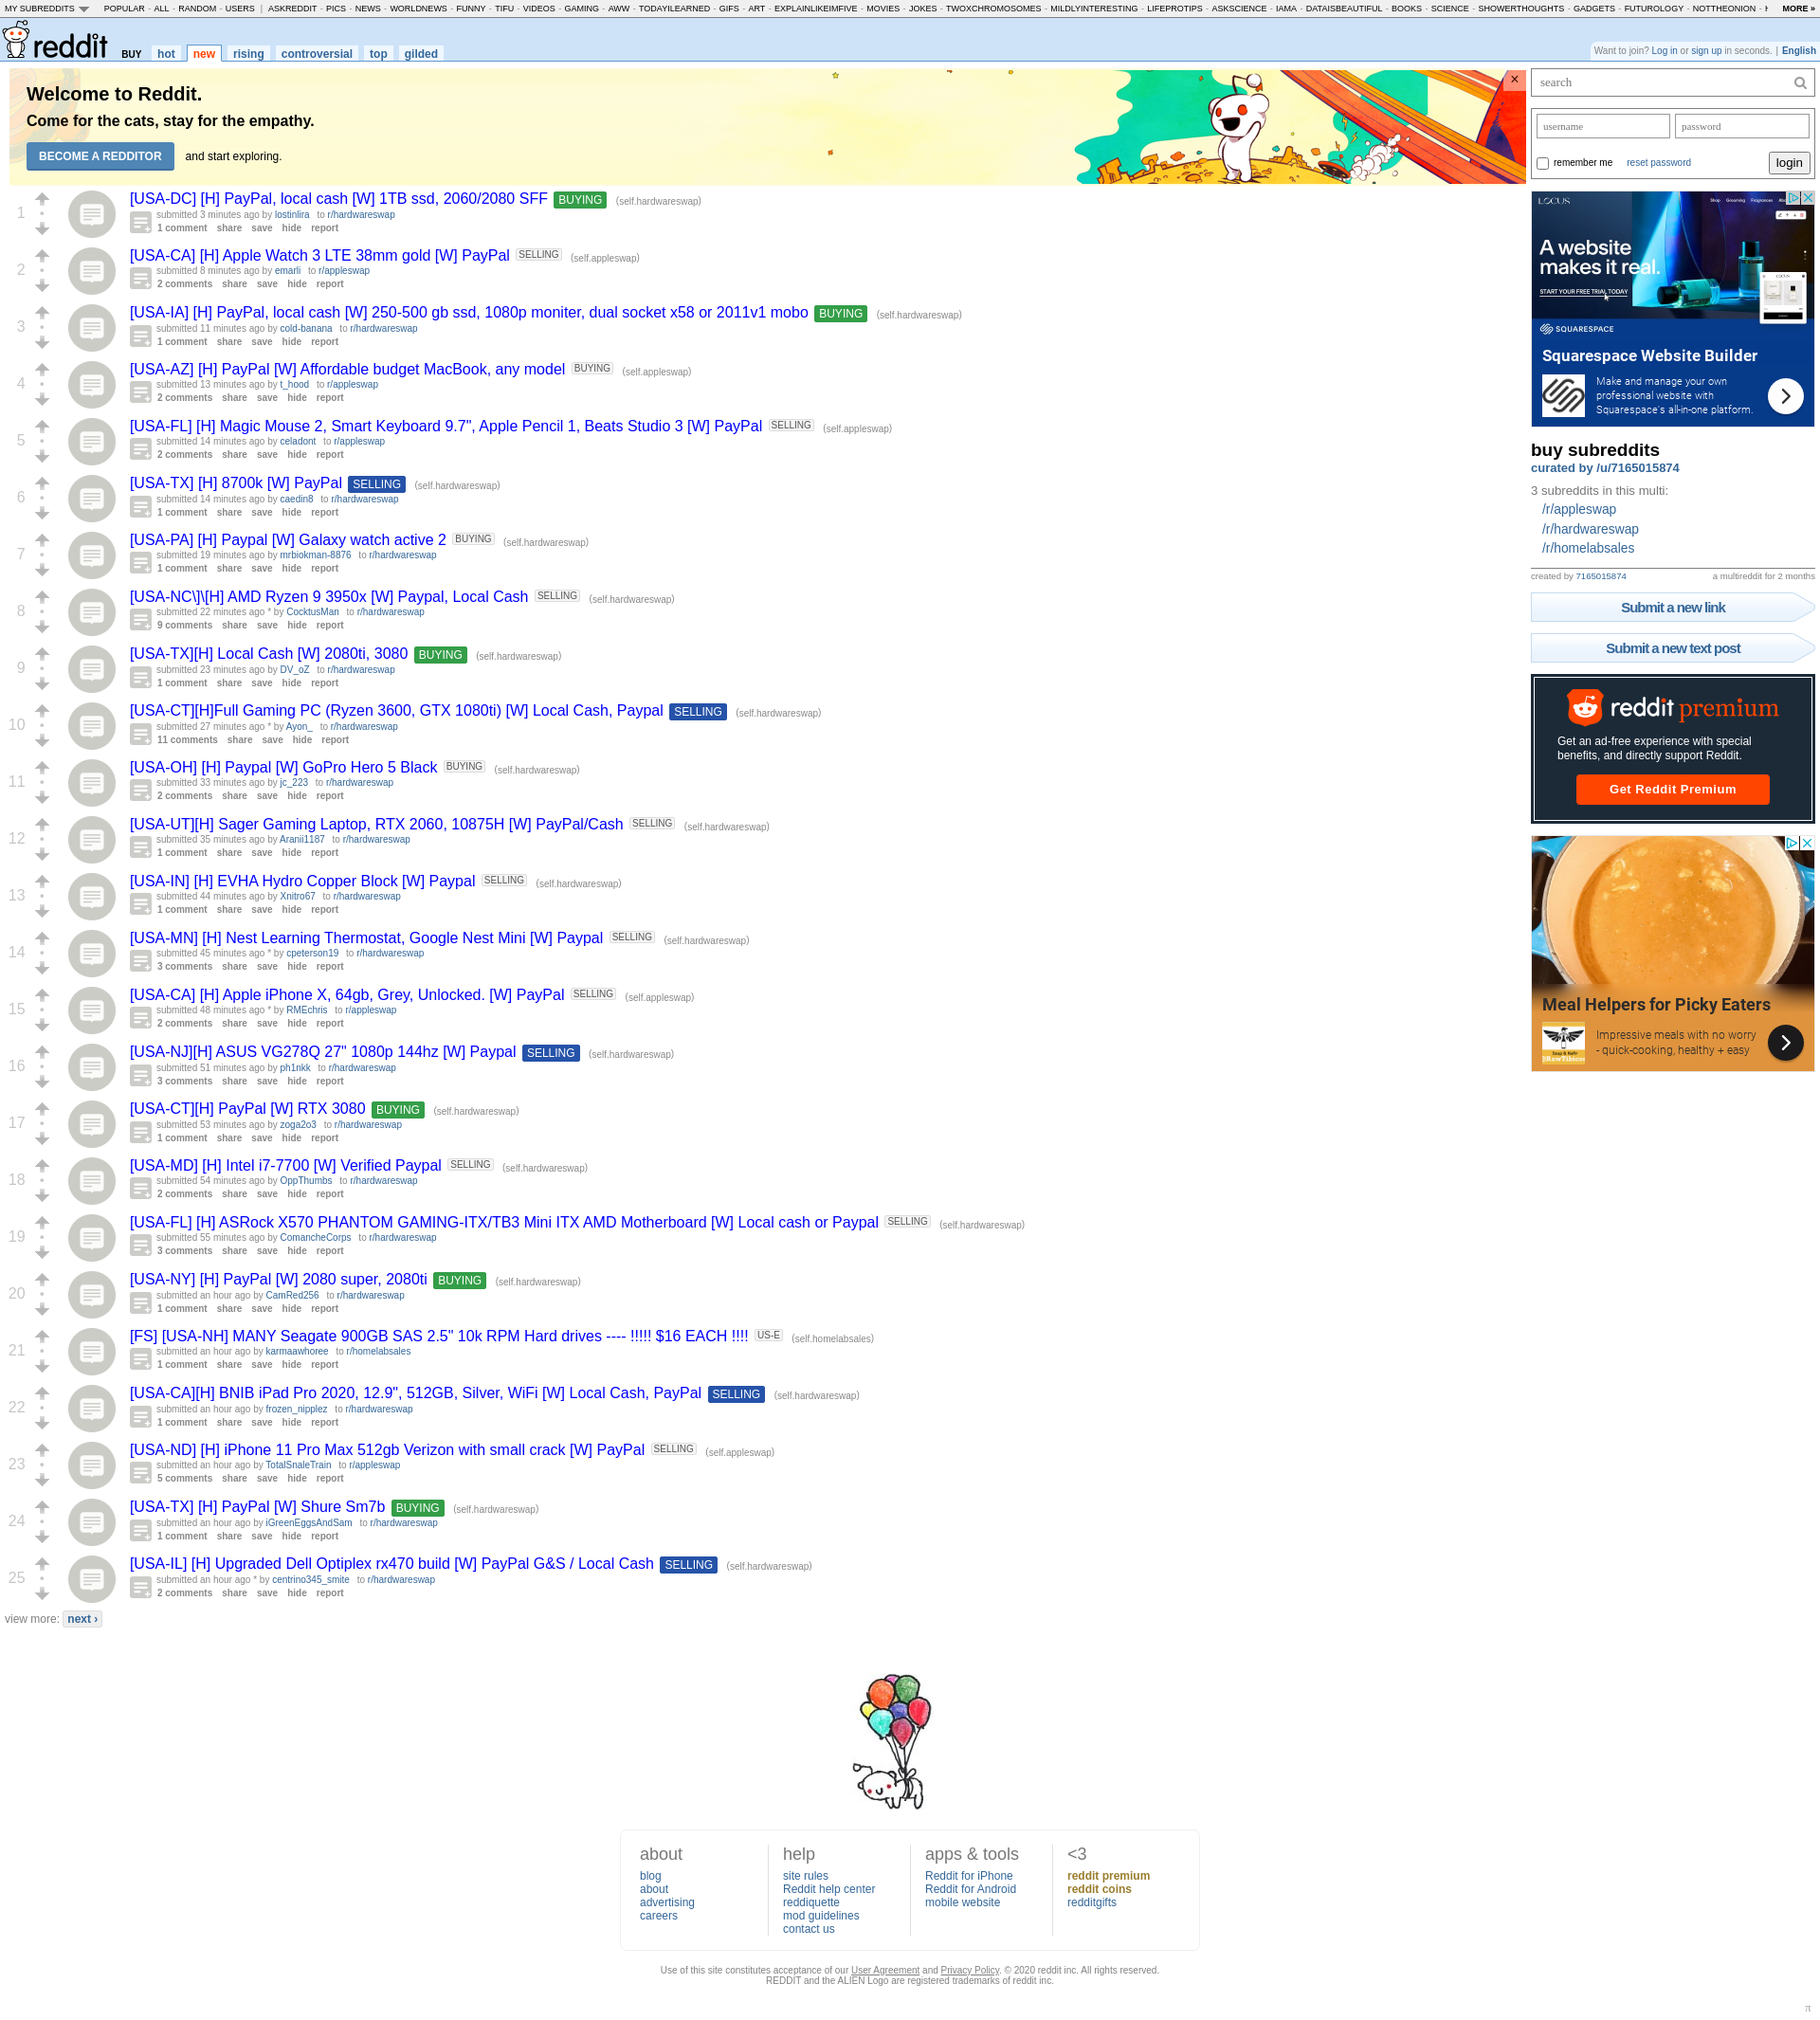 MY SUBREDDITS POPULAR - ALL - RANDOM - USERS | ASKREDDIT - PICS - NEWS - WORLDNEWS - FUNNY - TIFU - VIDEOS - GAMING - AWW - TODAYILEARNED - GIFS - ART - EXPLAINLIKEIMFIVE - MOVIES - JOKES - TWOXCHROMOSOMES - MILDLYINTERESTING - LIFEPROTIPS - ASKSCIENCE - IAMA - DATAISBEAUTIFUL - BOOKS - SCIENCE - SHOWERTHOUGHTS - GADGETS - FUTUROLOGY - NOTTHEONION - MORE »
reddit BUY hot new rising controversial top gilded
Want to join? Log in or sign up in seconds. | English
Welcome to Reddit.
Come for the cats, stay for the empathy.
BECOME A REDDITOR and start exploring.
×
1
[USA-DC] [H] PayPal, local cash [W] 1TB ssd, 2060/2080 SFF BUYING (self.hardwareswap)
submitted 3 minutes ago by lostinlira to r/hardwareswap
1 comment share save hide report
2
[USA-CA] [H] Apple Watch 3 LTE 38mm gold [W] PayPal SELLING (self.appleswap)
submitted 8 minutes ago by emarli to r/appleswap
2 comments share save hide report
3
[USA-IA] [H] PayPal, local cash [W] 250-500 gb ssd, 1080p moniter, dual socket x58 or 2011v1 mobo BUYING (self.hardwareswap)
submitted 11 minutes ago by cold-banana to r/hardwareswap
1 comment share save hide report
4
[USA-AZ] [H] PayPal [W] Affordable budget MacBook, any model BUYING (self.appleswap)
submitted 13 minutes ago by t_hood to r/appleswap
2 comments share save hide report
5
[USA-FL] [H] Magic Mouse 2, Smart Keyboard 9.7", Apple Pencil 1, Beats Studio 3 [W] PayPal SELLING (self.appleswap)
submitted 14 minutes ago by celadont to r/appleswap
2 comments share save hide report
6
[USA-TX] [H] 8700k [W] PayPal SELLING (self.hardwareswap)
submitted 14 minutes ago by caedin8 to r/hardwareswap
1 comment share save hide report
7
[USA-PA] [H] Paypal [W] Galaxy watch active 2 BUYING (self.hardwareswap)
submitted 19 minutes ago by mrbiokman-8876 to r/hardwareswap
1 comment share save hide report
8
[USA-NC\]\[H] AMD Ryzen 9 3950x [W] Paypal, Local Cash SELLING (self.hardwareswap)
submitted 22 minutes ago * by CocktusMan to r/hardwareswap
9 comments share save hide report
9
[USA-TX][H] Local Cash [W] 2080ti, 3080 BUYING (self.hardwareswap)
submitted 23 minutes ago by DV_oZ to r/hardwareswap
1 comment share save hide report
10
[USA-CT][H]Full Gaming PC (Ryzen 3600, GTX 1080ti) [W] Local Cash, Paypal SELLING (self.hardwareswap)
submitted 27 minutes ago * by Ayon_ to r/hardwareswap
11 comments share save hide report
11
[USA-OH] [H] Paypal [W] GoPro Hero 5 Black BUYING (self.hardwareswap)
submitted 33 minutes ago by jc_223 to r/hardwareswap
2 comments share save hide report
12
[USA-UT][H] Sager Gaming Laptop, RTX 2060, 10875H [W] PayPal/Cash SELLING (self.hardwareswap)
submitted 35 minutes ago by Aranii1187 to r/hardwareswap
1 comment share save hide report
13
[USA-IN] [H] EVHA Hydro Copper Block [W] Paypal SELLING (self.hardwareswap)
submitted 44 minutes ago by Xnitro67 to r/hardwareswap
1 comment share save hide report
14
[USA-MN] [H] Nest Learning Thermostat, Google Nest Mini [W] Paypal SELLING (self.hardwareswap)
submitted 45 minutes ago * by cpeterson19 to r/hardwareswap
3 comments share save hide report
15
[USA-CA] [H] Apple iPhone X, 64gb, Grey, Unlocked. [W] PayPal SELLING (self.appleswap)
submitted 48 minutes ago * by RMEchris to r/appleswap
2 comments share save hide report
16
[USA-NJ][H] ASUS VG278Q 27" 1080p 144hz [W] Paypal SELLING (self.hardwareswap)
submitted 51 minutes ago by ph1nkk to r/hardwareswap
3 comments share save hide report
17
[USA-CT][H] PayPal [W] RTX 3080 BUYING (self.hardwareswap)
submitted 53 minutes ago by zoga2o3 to r/hardwareswap
1 comment share save hide report
18
[USA-MD] [H] Intel i7-7700 [W] Verified Paypal SELLING (self.hardwareswap)
submitted 54 minutes ago by OppThumbs to r/hardwareswap
2 comments share save hide report
19
[USA-FL] [H] ASRock X570 PHANTOM GAMING-ITX/TB3 Mini ITX AMD Motherboard [W] Local cash or Paypal SELLING (self.hardwareswap)
submitted 55 minutes ago by ComancheCorps to r/hardwareswap
3 comments share save hide report
20
[USA-NY] [H] PayPal [W] 2080 super, 2080ti BUYING (self.hardwareswap)
submitted an hour ago by CamRed256 to r/hardwareswap
1 comment share save hide report
21
[FS] [USA-NH] MANY Seagate 900GB SAS 2.5" 10k RPM Hard drives ---- !!!!! $16 EACH !!!! US-E (self.homelabsales)
submitted an hour ago by karmaawhoree to r/homelabsales
1 comment share save hide report
22
[USA-CA][H] BNIB iPad Pro 2020, 12.9", 512GB, Silver, WiFi [W] Local Cash, PayPal SELLING (self.hardwareswap)
submitted an hour ago by frozen_nipplez to r/hardwareswap
1 comment share save hide report
23
[USA-ND] [H] iPhone 11 Pro Max 512gb Verizon with small crack [W] PayPal SELLING (self.appleswap)
submitted an hour ago by TotalSnaleTrain to r/appleswap
5 comments share save hide report
24
[USA-TX] [H] PayPal [W] Shure Sm7b BUYING (self.hardwareswap)
submitted an hour ago by iGreenEggsAndSam to r/hardwareswap
1 comment share save hide report
25
[USA-IL] [H] Upgraded Dell Optiplex rx470 build [W] PayPal G&S / Local Cash SELLING (self.hardwareswap)
submitted an hour ago * by centrino345_smite to r/hardwareswap
2 comments share save hide report
view more: next ›
search
username password
remember me reset password login
LOCUS
A website
makes it real.
START YOUR FREE TRIAL TODAY
SQUARESPACE
Squarespace Website Builder
Make and manage your own
professional website with
Squarespace's all-in-one platform.
buy subreddits
curated by /u/7165015874
3 subreddits in this multi:
/r/appleswap
/r/hardwareswap
/r/homelabsales
created by 7165015874 a multireddit for 2 months
Submit a new link
Submit a new text post
reddit premium
Get an ad-free experience with special
benefits, and directly support Reddit.
Get Reddit Premium
Meal Helpers for Picky Eaters
Impressive meals with no worry
- quick-cooking, healthy + easy
about
blog
about
advertising
careers
help
site rules
Reddit help center
reddiquette
mod guidelines
contact us
apps & tools
Reddit for iPhone
Reddit for Android
mobile website
<3
reddit premium
reddit coins
redditgifts
Use of this site constitutes acceptance of our User Agreement and Privacy Policy. © 2020 reddit inc. All rights reserved.
REDDIT and the ALIEN Logo are registered trademarks of reddit inc.
π